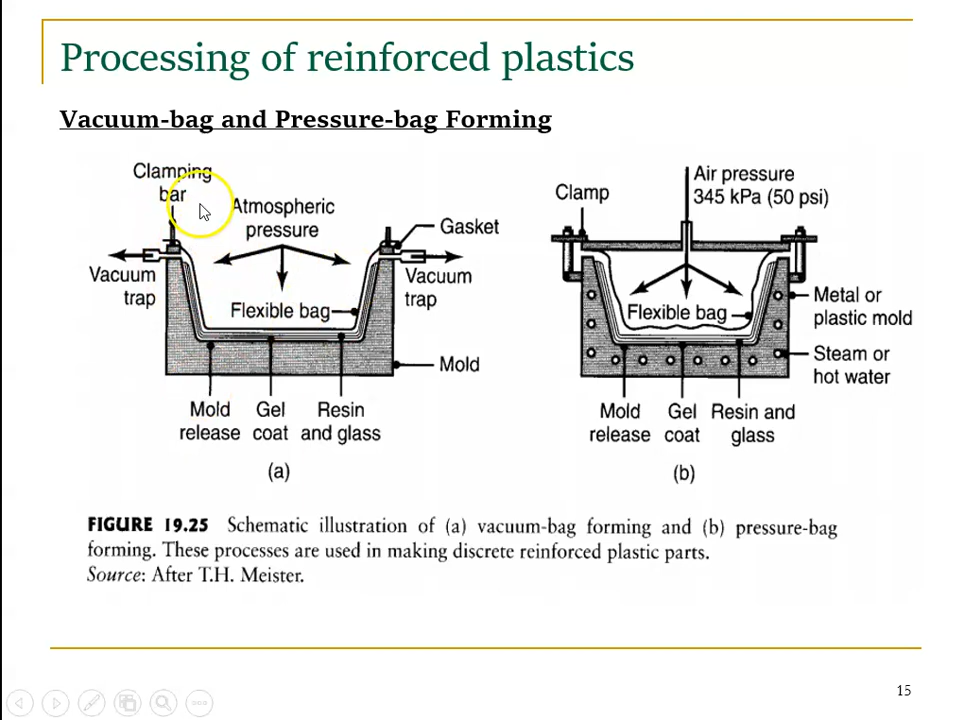 Processing of reinforced plastics
Vacuum-bag and Pressure-bag Forming
Clamping
bar
Atmospheric
pressure
Gasket
Vacuum
trap
Vacuum
trap
Flexible bag
Mold
Mold
release
Gel
coat
Resin
and glass
(a)
Air pressure
345 kPa (50 psi)
Clamp
Flexible bag
Metal or
plastic mold
Steam or
hot water
Mold
release
Gel
coat
Resin and
glass
(b)
FIGURE 19.25 Schematic illustration of (a) vacuum-bag forming and (b) pressure-bag
forming. These processes are used in making discrete reinforced plastic parts.
Source: After T.H. Meister.
15